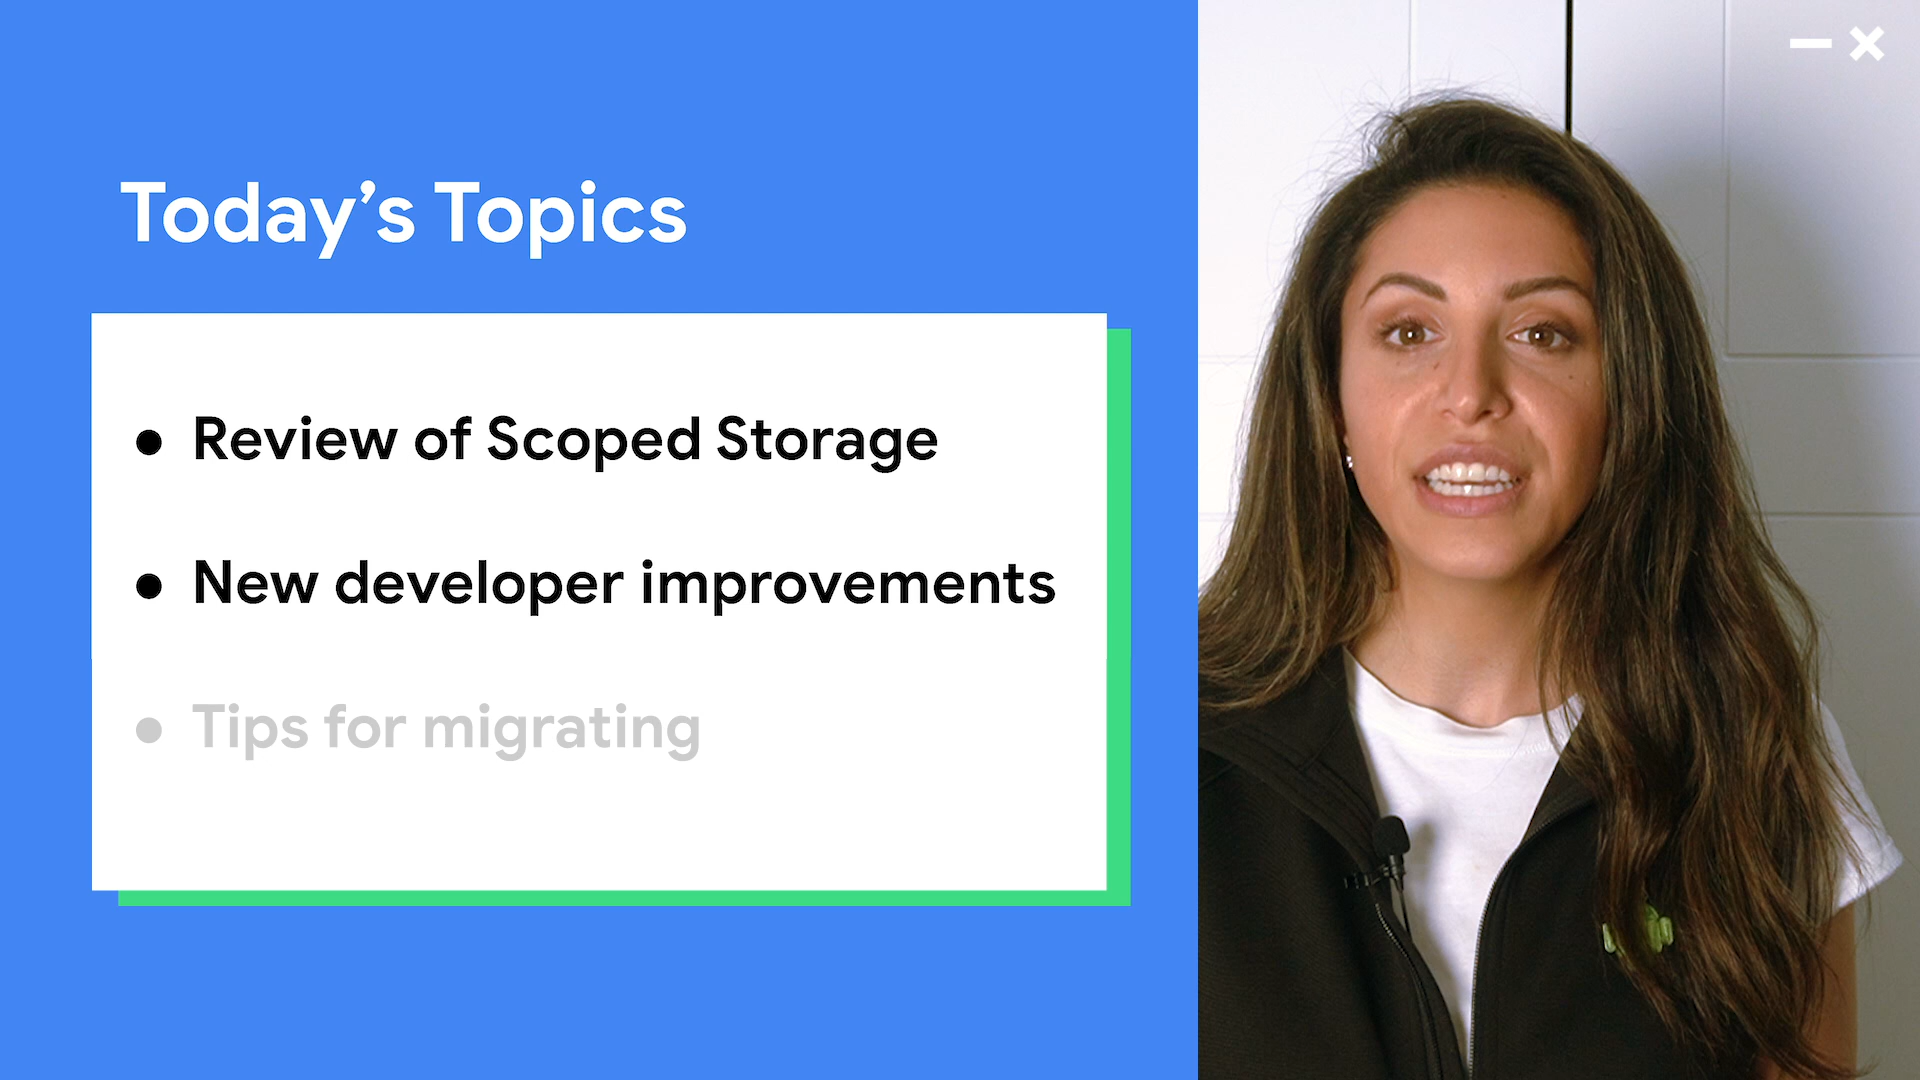 Today’s Topics
● Review of Scoped Storage
● New developer improvements
● Tips for migrating